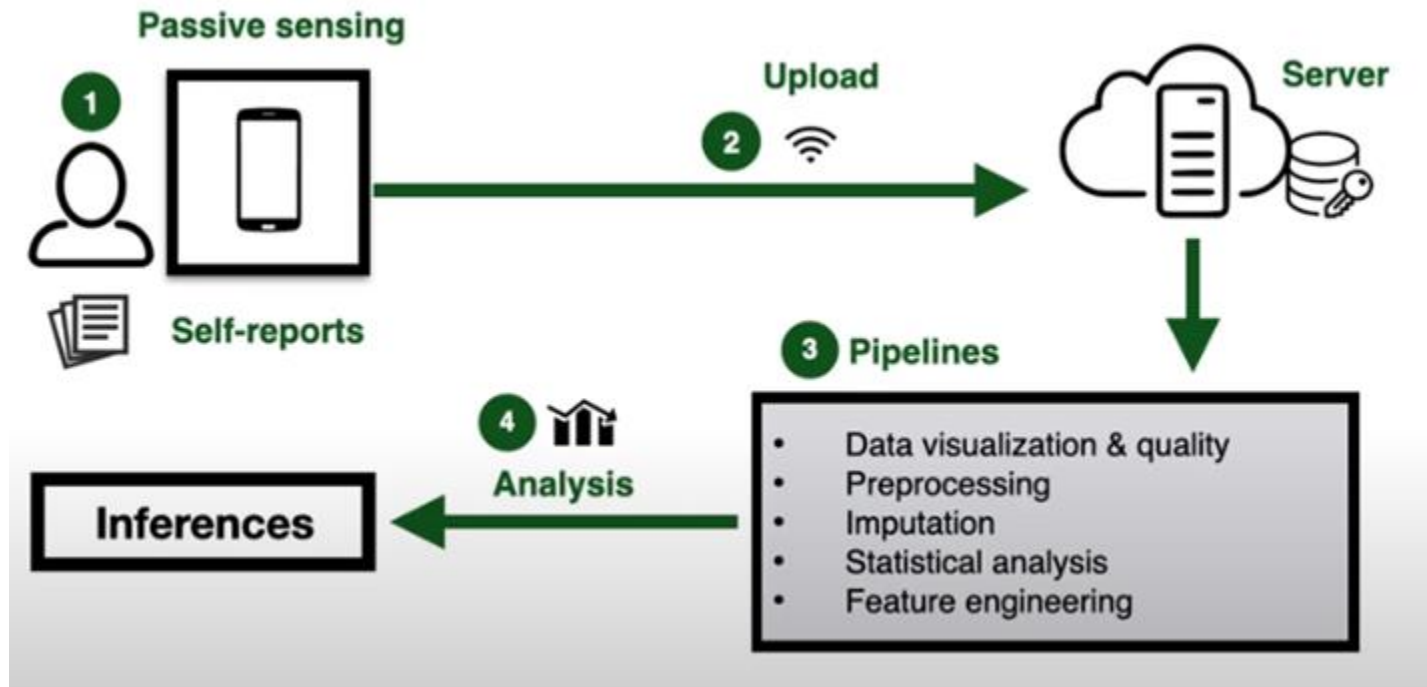 Passive sensing
1
Self-reports
Upload
2
Server
3 Pipelines
• Data visualization & quality
• Preprocessing
• Imputation
• Statistical analysis
• Feature engineering
4
Analysis
Inferences